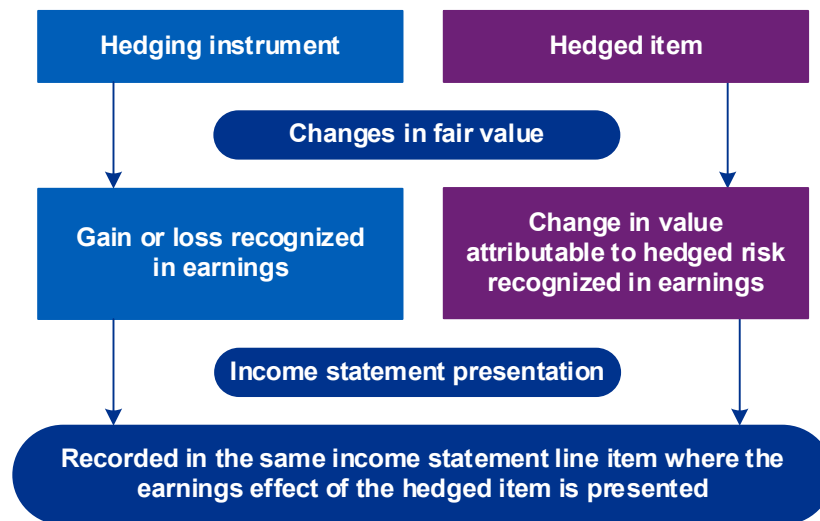 Hedging instrument
Hedged item
Changes in fair value
Gain or loss recognized
in earnings
Change in value
attributable to hedged risk
recognized in earnings
Income statement presentation
Recorded in the same income statement line item where the
earnings effect of the hedged item is presented